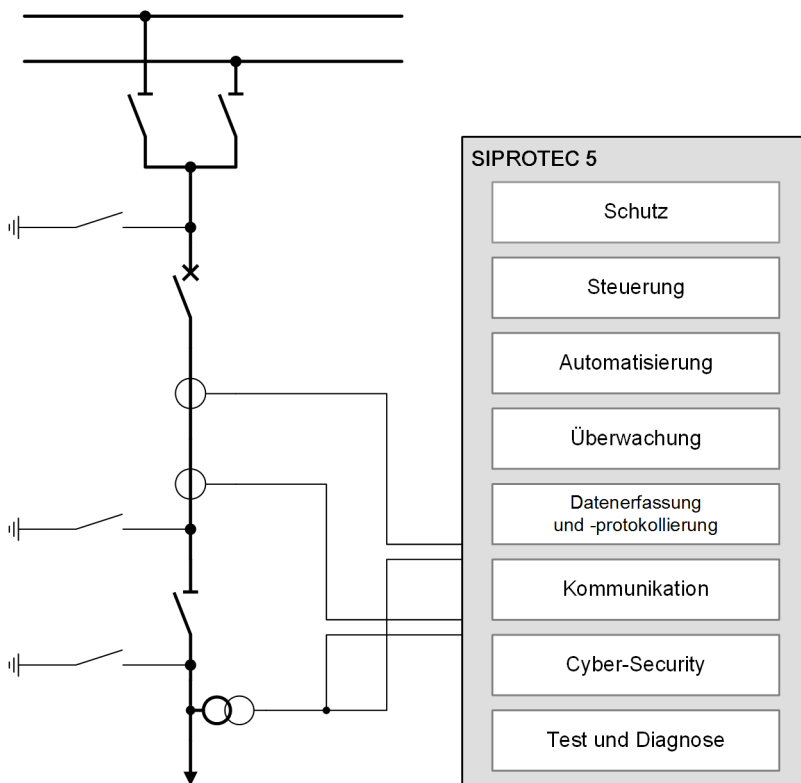 SIPROTEC 5
Schutz
Steuerung
Automatisierung
Überwachung
Datenerfassung
und -protokollierung
Kommunikation
Cyber-Security
Test und Diagnose